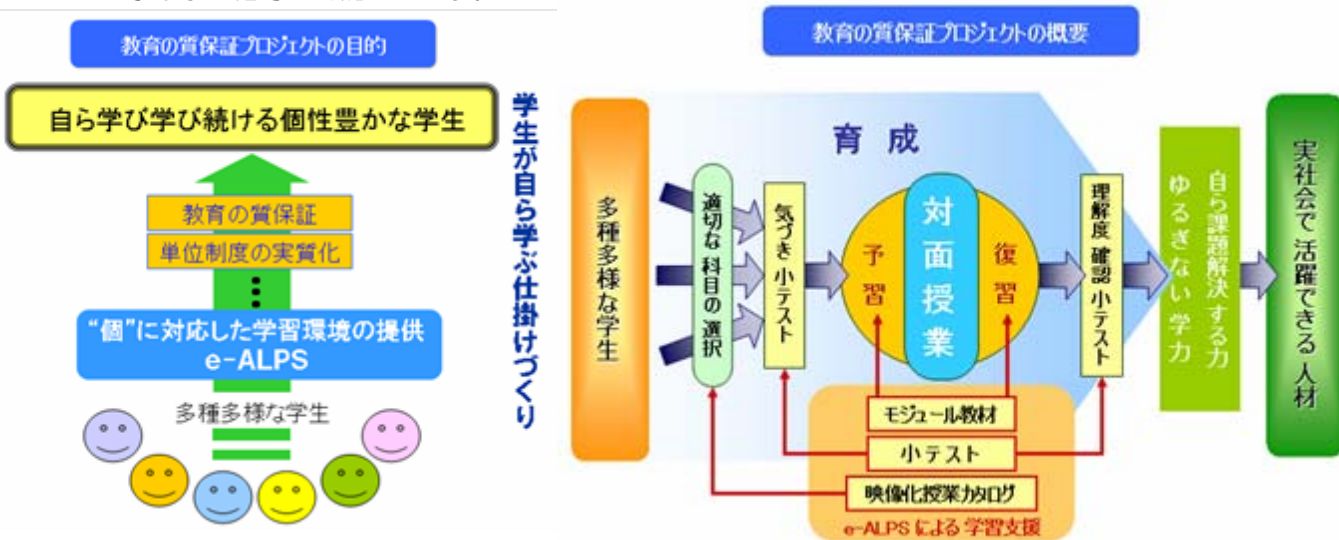 教育の質保証プロジェクトの目的
自ら学び学び続ける個性豊かな学生
教育の質保証
単位制度の実質化
“個”に対応した学習環境の提供
e-ALPS
多種多様な学生
学生が自ら学ぶ仕掛けづくり
教育の質保証プロジェクトの概要
多種多様な学生
育成
適切な科目の選択
気づき小テスト
予習
対面授業
復習
理解度確認小テスト
自ら課題解決する力
ゆるぎない学力
実社会で活躍できる人材
モジュール教材
小テスト
映像化授業カタログ
e-ALPSによる学習支援